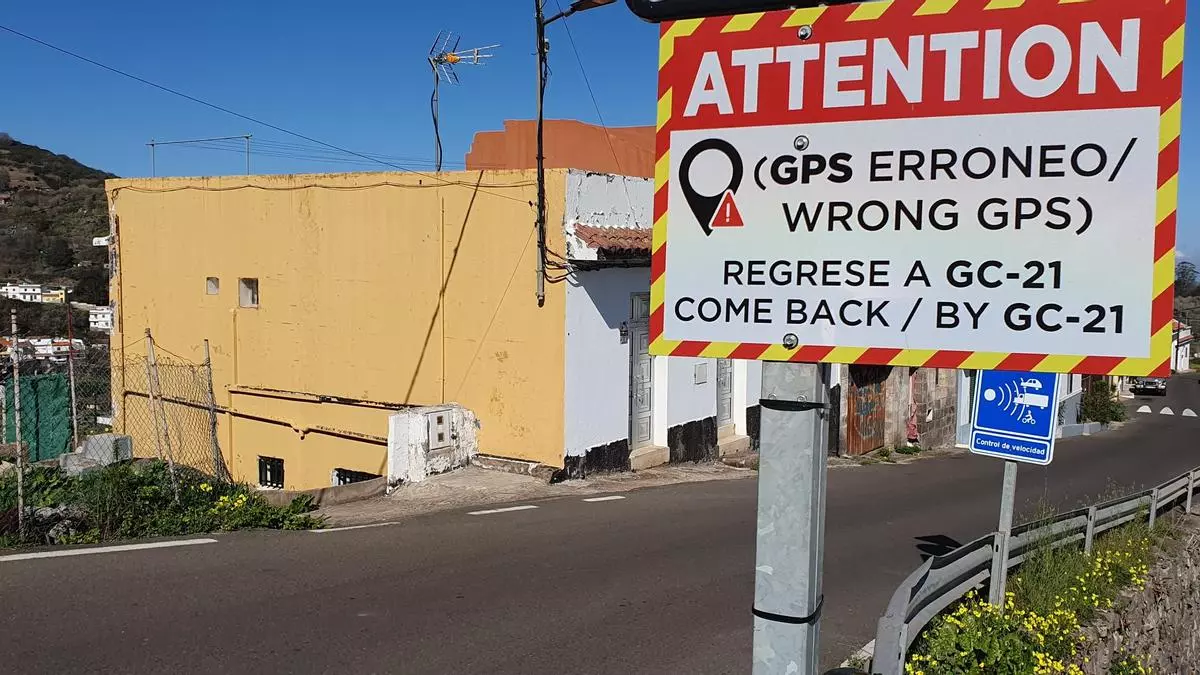 ATTENTION
(GPS ERRONEO/
WRONG GPS)
REGRESE A GC-21
COME BACK / BY GC-21
Control de velocidad